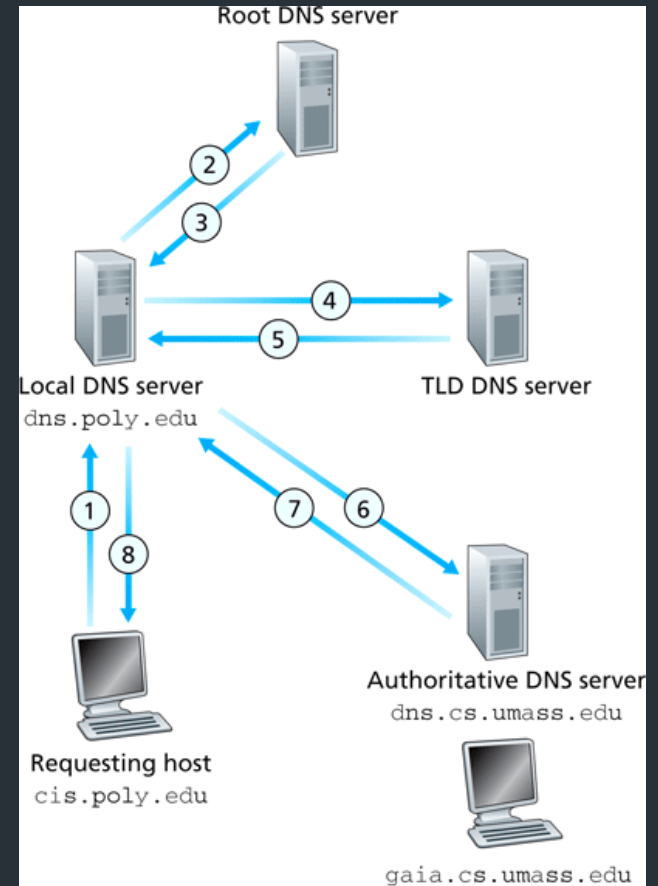 Root DNS server
2
3
4
5
Local DNS server
dns.poly.edu
TLD DNS server
1
8
7
6
Authoritative DNS server
dns.cs.umass.edu
Requesting host
cis.poly.edu
gaia.cs.umass.edu